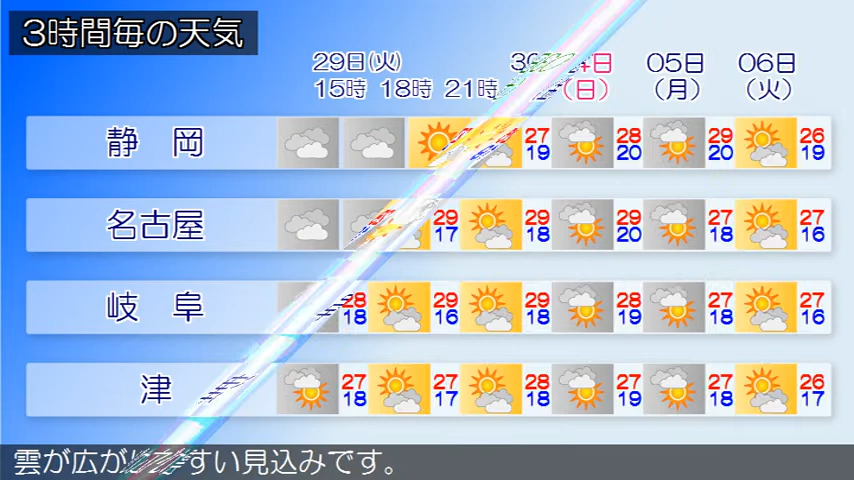 3時間毎の天気
29日(火)
15時 18時 21時
日 05日 06日
(日) (月) (火)
静岡 27 19 28 20 29 20 26 19
名古屋 29 17 29 18 29 20 27 18 27 16
岐阜 28 18 29 16 29 18 28 19 27 18 27 16
津 27 18 27 17 28 18 27 19 27 18 26 17
雲が広がりやすい見込みです。